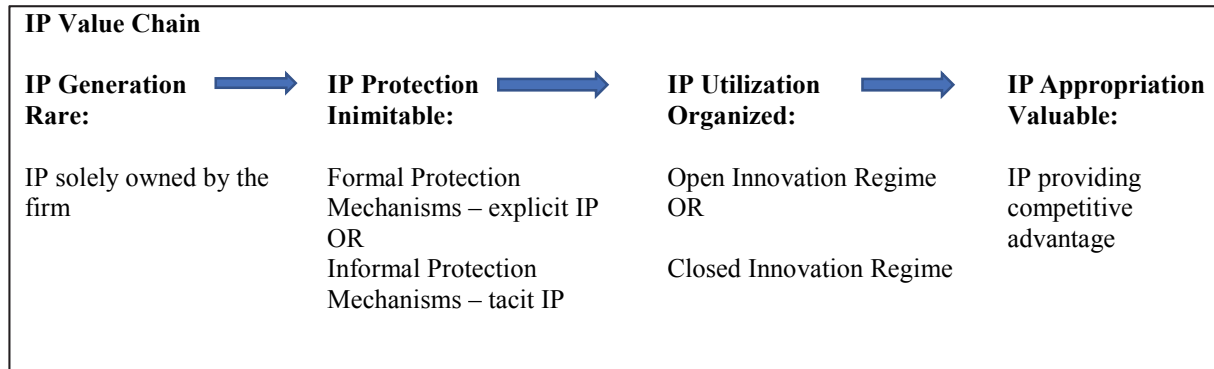 IP Value Chain
IP Generation
Rare:
IP solely owned by the
firm
IP Protection
Inimitable:
Formal Protection
Mechanisms – explicit IP
OR
Informal Protection
Mechanisms – tacit IP
IP Utilization
Organized:
Open Innovation Regime
OR
Closed Innovation Regime
IP Appropriation
Valuable:
IP providing
competitive
advantage